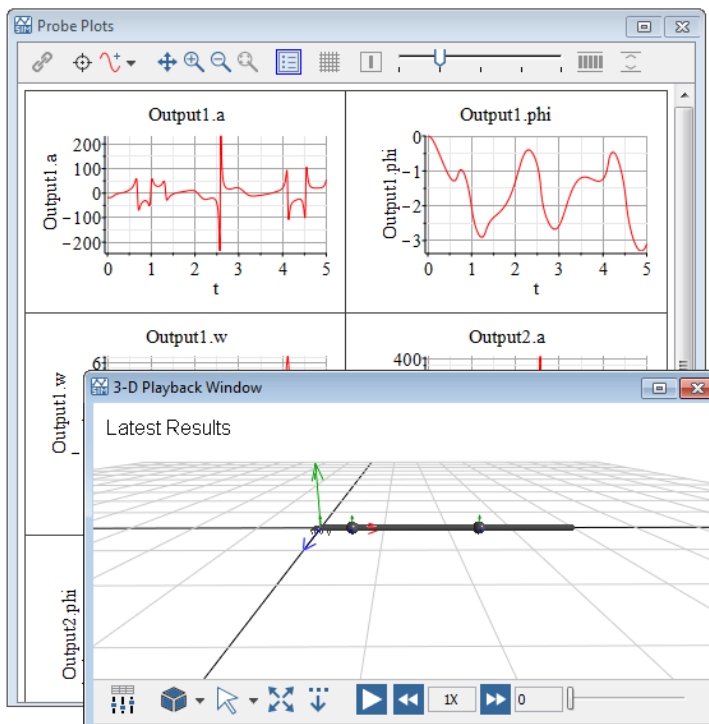 Probe Plots
Output1.a
Output1.a
200
100
0
−100
−200
0 1 2 3 4 5
t
Output1.phi
Output1.phi
0
−1
−2
−3
0 1 2 3 4 5
t
Output1.w
Output1.w
6
Output2.a
400
Output2.phi
3-D Playback Window
Latest Results
1X
0